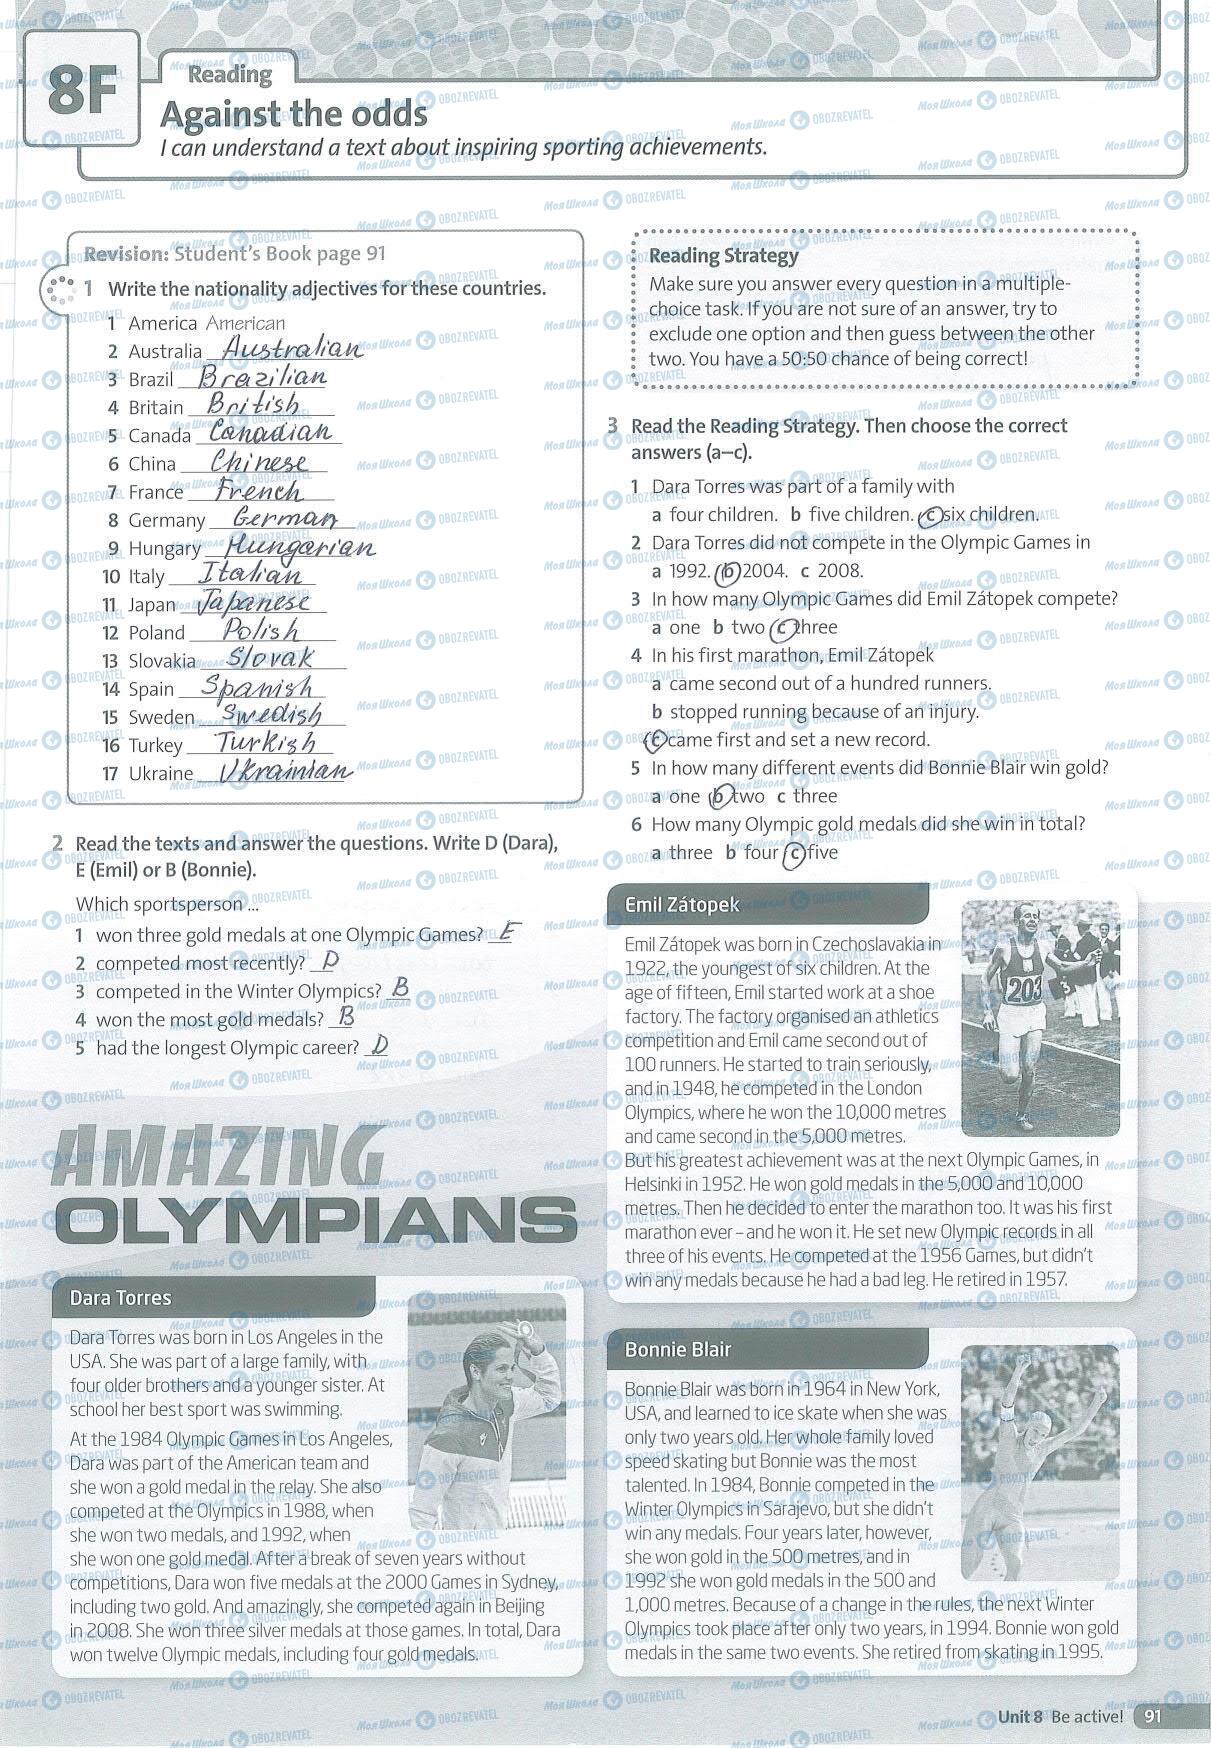 8F
Reading
Against the odds
I can understand a text about inspiring sporting achievements.
Revision: Student's Book page 91
1 Write the nationality adjectives for these countries.
1 America American
2 Australia Australian
3 Brazil Brazilian
4 Britain British
5 Canada Canadian
6 China Chinese
7 France French
8 Germany German
9 Hungary Hungarian
10 Italy Italian
11 Japan Japanese
12 Poland Polish
13 Slovakia Slovak
14 Spain Spanish
15 Sweden Swedish
16 Turkey Turkish
17 Ukraine Ukrainian
2 Read the texts and answer the questions. Write D (Dara),
E (Emil) or B (Bonnie).
Which sportsperson ...
1 won three gold medals at one Olympic Games? E
2 competed most recently? D
3 competed in the Winter Olympics? B
4 won the most gold medals? B
5 had the longest Olympic career? D
Reading Strategy
Make sure you answer every question in a multiple-
choice task. If you are not sure of an answer, try to
exclude one option and then guess between the other
two. You have a 50:50 chance of being correct!
3 Read the Reading Strategy. Then choose the correct
answers (a–c).
1 Dara Torres was part of a family with
a four children. b five children. c six children.
2 Dara Torres did not compete in the Olympic Games in
a 1992. b 2004. c 2008.
3 In how many Olympic Games did Emil Zátopek compete?
a one b two c three
4 In his first marathon, Emil Zátopek
a came second out of a hundred runners.
b stopped running because of an injury.
c came first and set a new record.
5 In how many different events did Bonnie Blair win gold?
a one b two c three
6 How many Olympic gold medals did she win in total?
a three b four c five
AMAZING
OLYMPIANS
Dara Torres
Dara Torres was born in Los Angeles in the
USA. She was part of a large family, with
four older brothers and a younger sister. At
school her best sport was swimming.
At the 1984 Olympic Games in Los Angeles,
Dara was part of the American team and
she won a gold medal in the relay. She also
competed at the Olympics in 1988, when
she won two medals, and 1992, when
she won one gold medal. After a break of seven years without
competitions, Dara won five medals at the 2000 Games in Sydney,
including two gold. And amazingly, she competed again in Beijing
in 2008. She won three silver medals at those games. In total, Dara
won twelve Olympic medals, including four gold medals.
Emil Zátopek
Emil Zátopek was born in Czechoslavakia in
1922, the youngest of six children. At the
age of fifteen, Emil started work at a shoe
factory. The factory organised an athletics
competition and Emil came second out of
100 runners. He started to train seriously,
and in 1948, he competed in the London
Olympics, where he won the 10,000 metres
and came second in the 5,000 metres.
But his greatest achievement was at the next Olympic Games, in
Helsinki in 1952. He won gold medals in the 5,000 and 10,000
metres. Then he decided to enter the marathon too. It was his first
marathon ever – and he won it. He set new Olympic records in all
three of his events. He competed at the 1956 Games, but didn't
win any medals because he had a bad leg. He retired in 1957.
203
Bonnie Blair
Bonnie Blair was born in 1964 in New York,
USA, and learned to ice skate when she was
only two years old. Her whole family loved
speed skating but Bonnie was the most
talented. In 1984, Bonnie competed in the
Winter Olympics in Sarajevo, but she didn't
win any medals. Four years later, however,
she won gold in the 500 metres, and in
1992 she won gold medals in the 500 and
1,000 metres. Because of a change in the rules, the next Winter
Olympics took place after only two years, in 1994. Bonnie won gold
medals in the same two events. She retired from skating in 1995.
Unit 8 Be active! 91
Моя Школа OBOZREVATEL